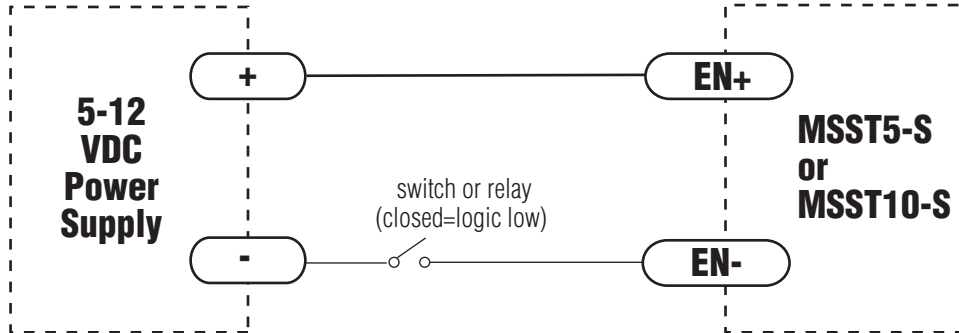 5-12
VDC
Power
Supply
+
-
switch or relay
(closed=logic low)
EN+
EN-
MSST5-S
or
MSST10-S